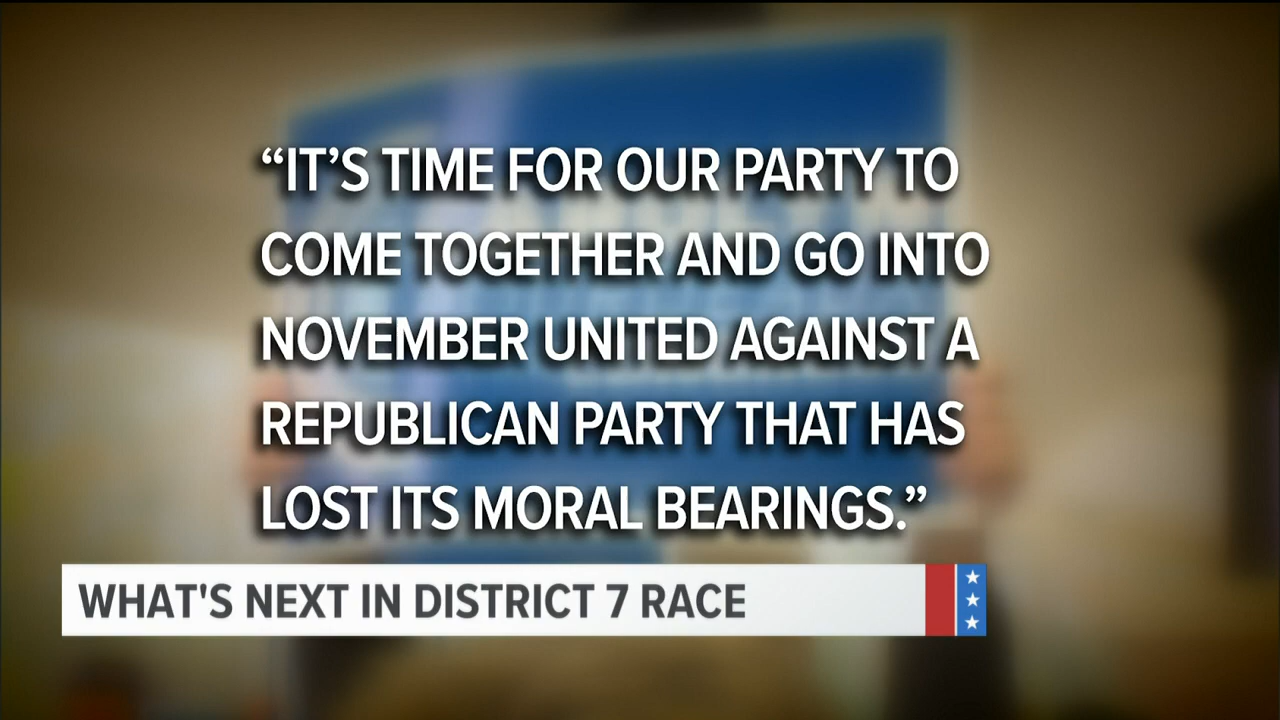 “IT’S TIME FOR OUR PARTY TO
COME TOGETHER AND GO INTO
NOVEMBER UNITED AGAINST A
REPUBLICAN PARTY THAT HAS
LOST ITS MORAL BEARINGS.”
WHAT'S NEXT IN DISTRICT 7 RACE